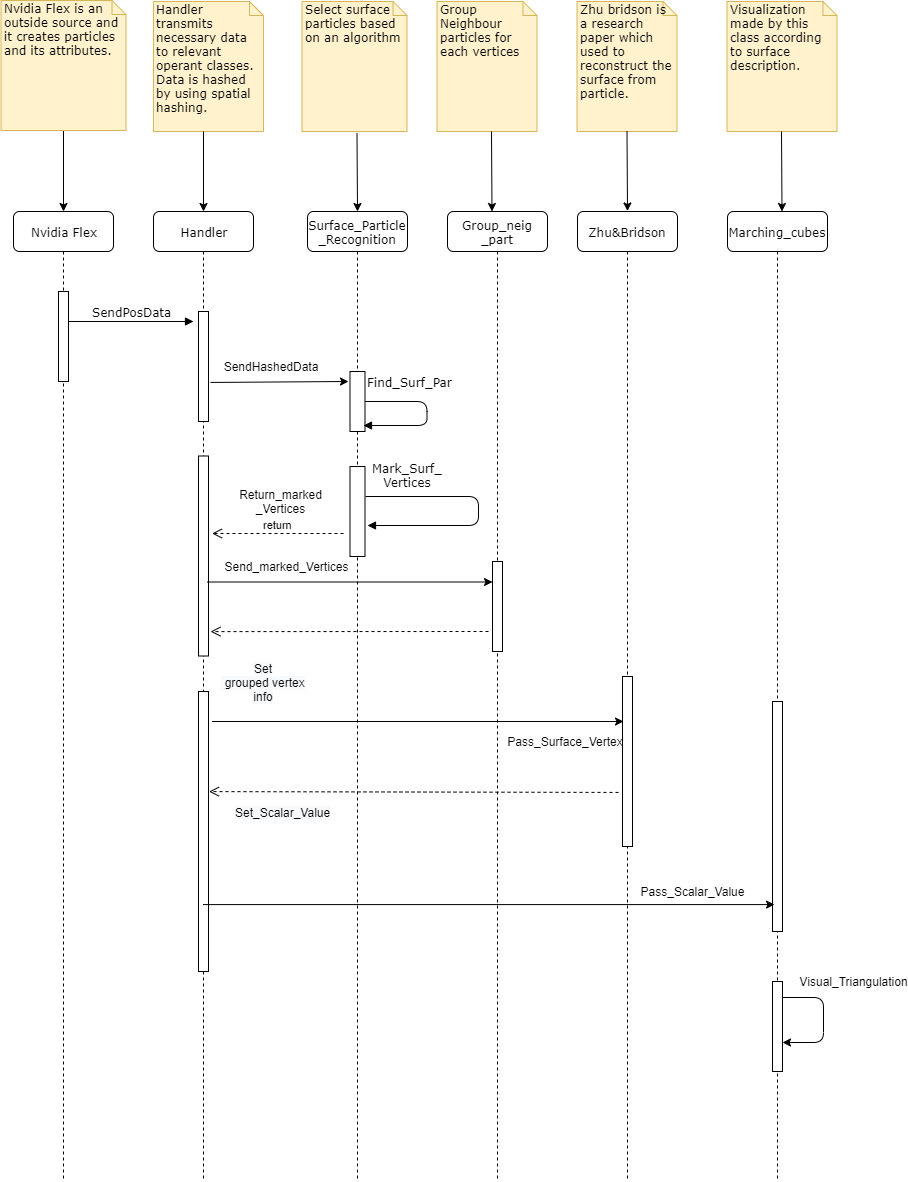 Nvidia Flex is an
outside source and
it creates particles
and its attributes.
Handler
transmits
necessary data
to relevant
operant classes.
Data is hashed
by using spatial
hashing.
Select surface
particles based
on an algorithm
Group
Neighbour
particles for
each vertices
Zhu bridson is
a research
paper which
used to
reconstruct the
surface from
particle.
Visualization
made by this
class according
to surface
description.
Nvidia Flex
Handler
Surface_Particle
_Recognition
Group_neig
_part
Zhu&Bridson
Marching_cubes
SendPosData
SendHashedData
Find_Surf_Par
Mark_Surf_
Vertices
Return_marked
_Vertices
return
Send_marked_Vertices
Set
grouped vertex
info
Pass_Surface_Vertex
Set_Scalar_Value
Pass_Scalar_Value
Visual_Triangulation